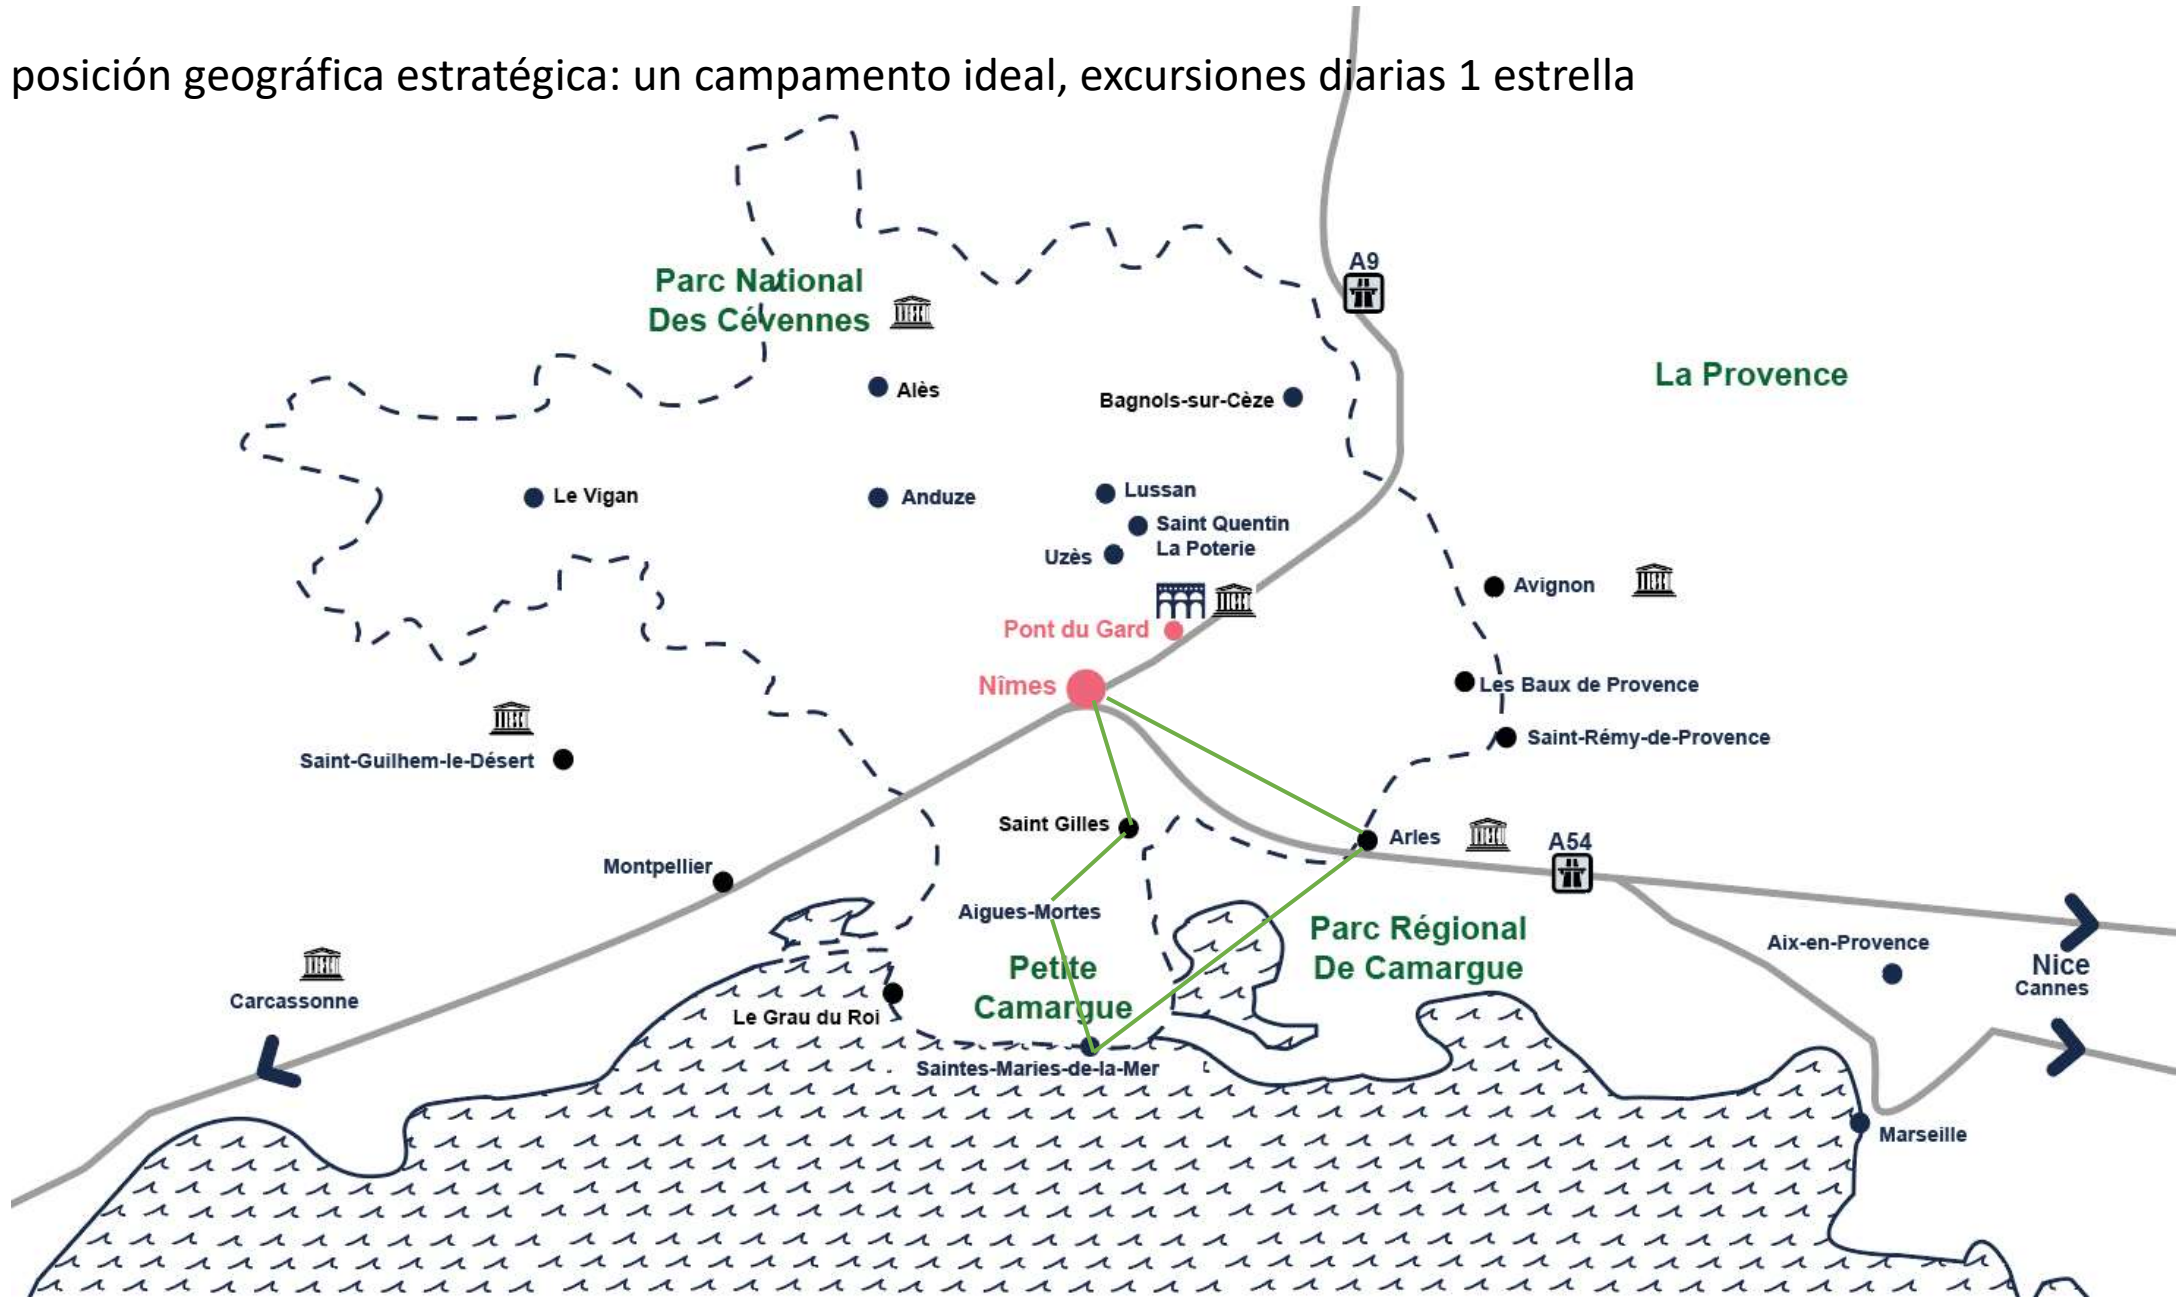 posición geográfica estratégica: un campamento ideal, excursiones diarias 1 estrella
A9
Parc National
Des Cévennes
La Provence
Alès
Bagnols-sur-Cèze
Le Vigan
Anduze
Lussan
Saint Quentin
La Poterie
Uzès
Avignon
Pont du Gard
Nîmes
Les Baux de Provence
Saint-Rémy-de-Provence
Saint-Guilhem-le-Désert
Saint Gilles
Arles
A54
Montpellier
Aigues-Mortes
Parc Régional
De Camargue
Aix-en-Provence
Petite
Camargue
Nice
Cannes
Carcassonne
Le Grau du Roi
Saintes-Maries-de-la-Mer
Marseille